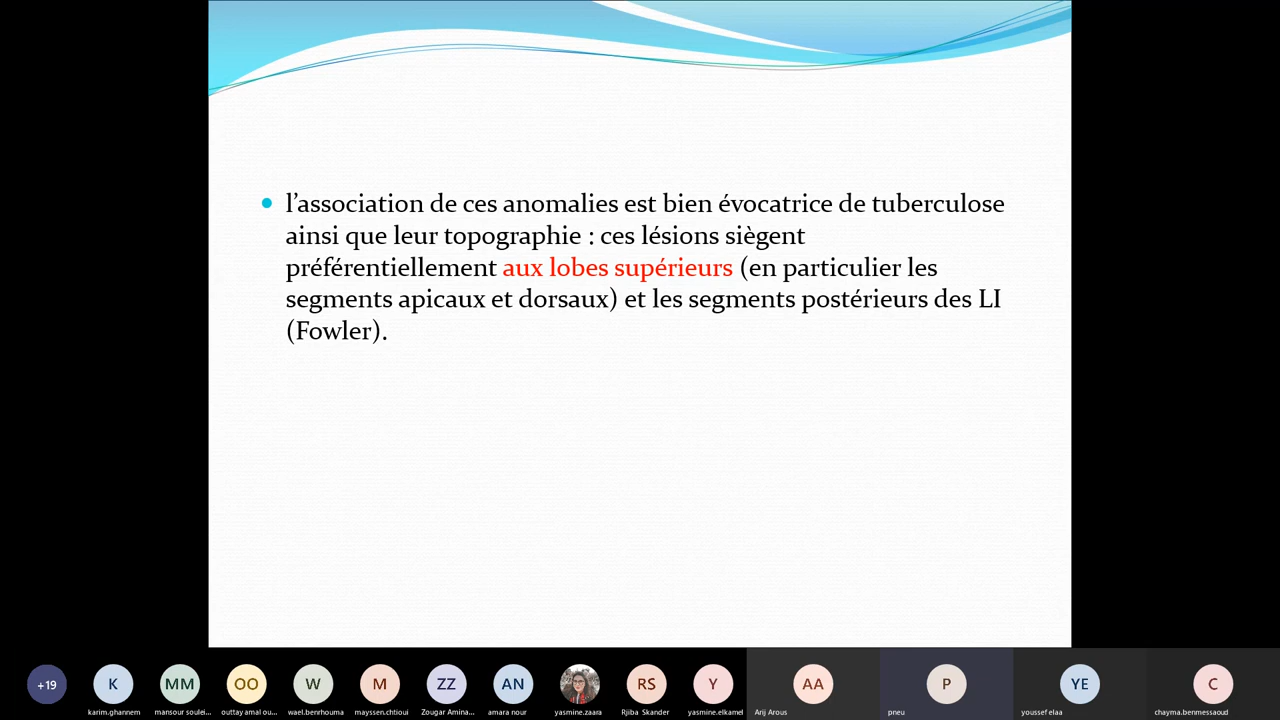 l’association de ces anomalies est bien évocatrice de tuberculose
ainsi que leur topographie : ces lésions siègent
préférentiellement aux lobes supérieurs (en particulier les
segments apicaux et dorsaux) et les segments postérieurs des LI
(Fowler).
+19
K
MM
OO
W
M
ZZ
AN
RS
Y
AA
P
YE
C
karim.ghannem
mansour soulei...
outtay amal ou...
wael.benrhouma
mayssen.chtioui
Zougar Amina...
amara nour
yasmine.zaara
Rjiba Skander
yasmine.elkamel
Arij Arous
pneu
youssef elaa
chayma.benmessaoud